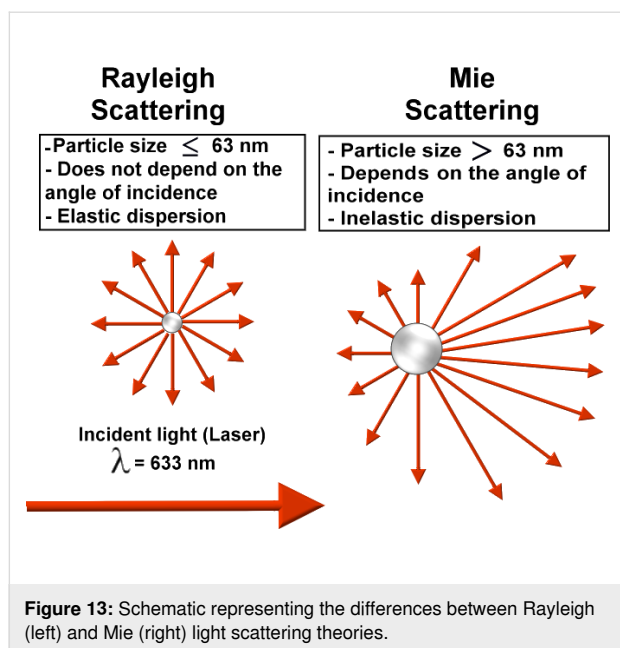 Rayleigh
Scattering
-Particle size ≤ 63 nm
- Does not depend on the
angle of incidence
- Elastic dispersion
Mie
Scattering
- Particle size > 63 nm
- Depends on the angle of
incidence
- Inelastic dispersion
Incident light (Laser)
λ = 633 nm
Figure 13: Schematic representing the differences between Rayleigh
(left) and Mie (right) light scattering theories.